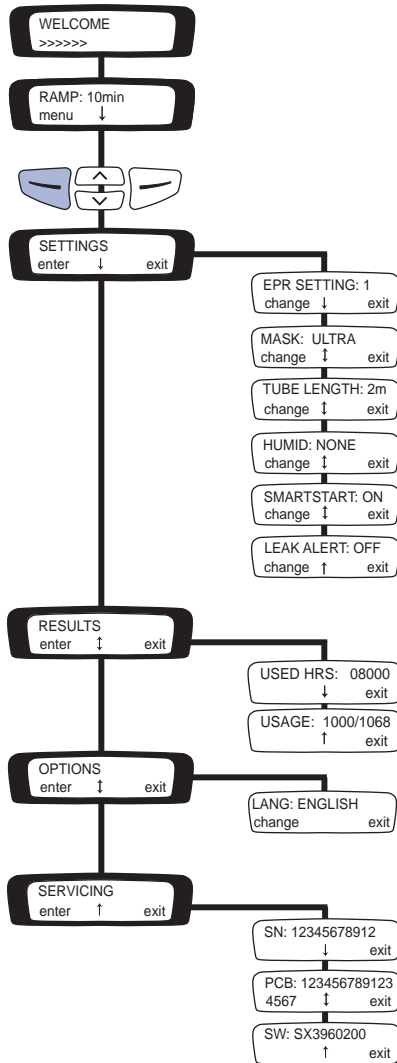 WELCOME
>>>>>>
RAMP: 10min
menu ↓
SETTINGS
enter ↓ exit
EPR SETTING: 1
change ↓ exit
MASK: ULTRA
change ↕ exit
TUBE LENGTH: 2m
change ↕ exit
HUMID: NONE
change ↕ exit
SMARTSTART: ON
change ↕ exit
LEAK ALERT: OFF
change ↑ exit
RESULTS
enter ↕ exit
USED HRS: 08000
↓ exit
USAGE: 1000/1068
↑ exit
OPTIONS
enter ↕ exit
LANG: ENGLISH
change exit
SERVICING
enter ↑ exit
SN: 12345678912
↓ exit
PCB: 123456789123
4567 ↕ exit
SW: SX3960200
↑ exit